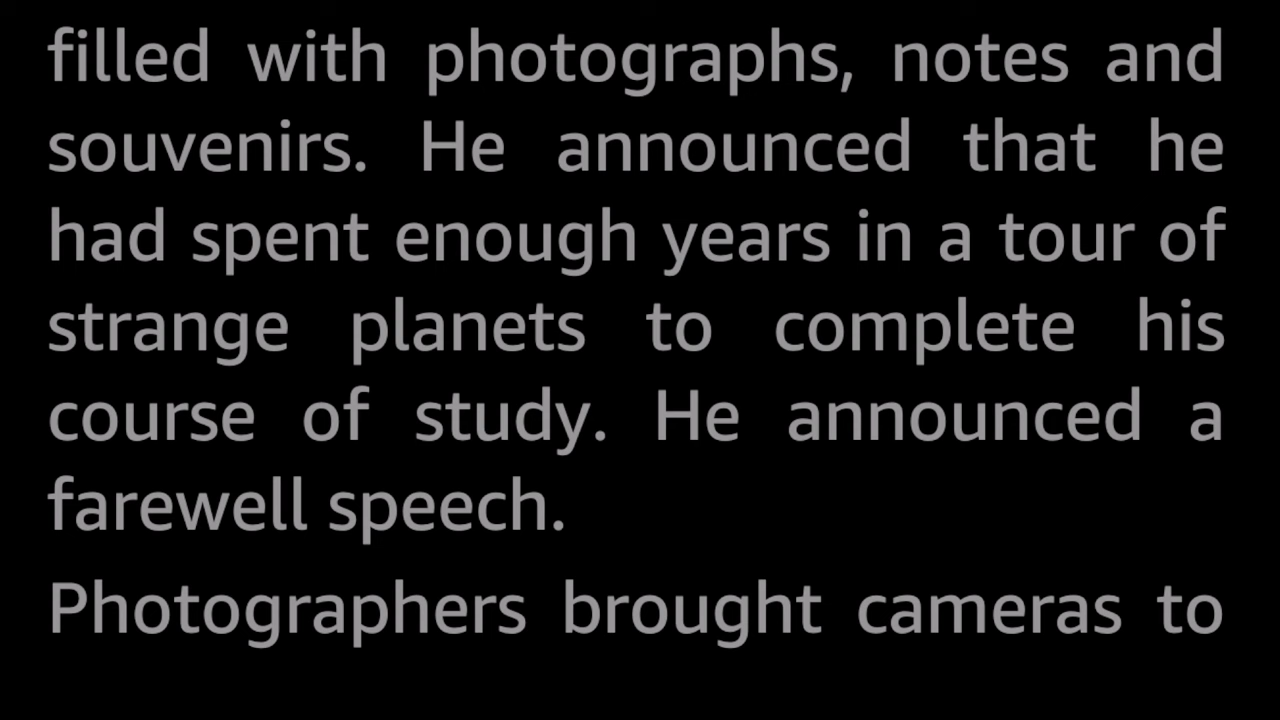 filled with photographs, notes and
souvenirs. He announced that he
had spent enough years in a tour of
strange planets to complete his
course of study. He announced a
farewell speech.
Photographers brought cameras to